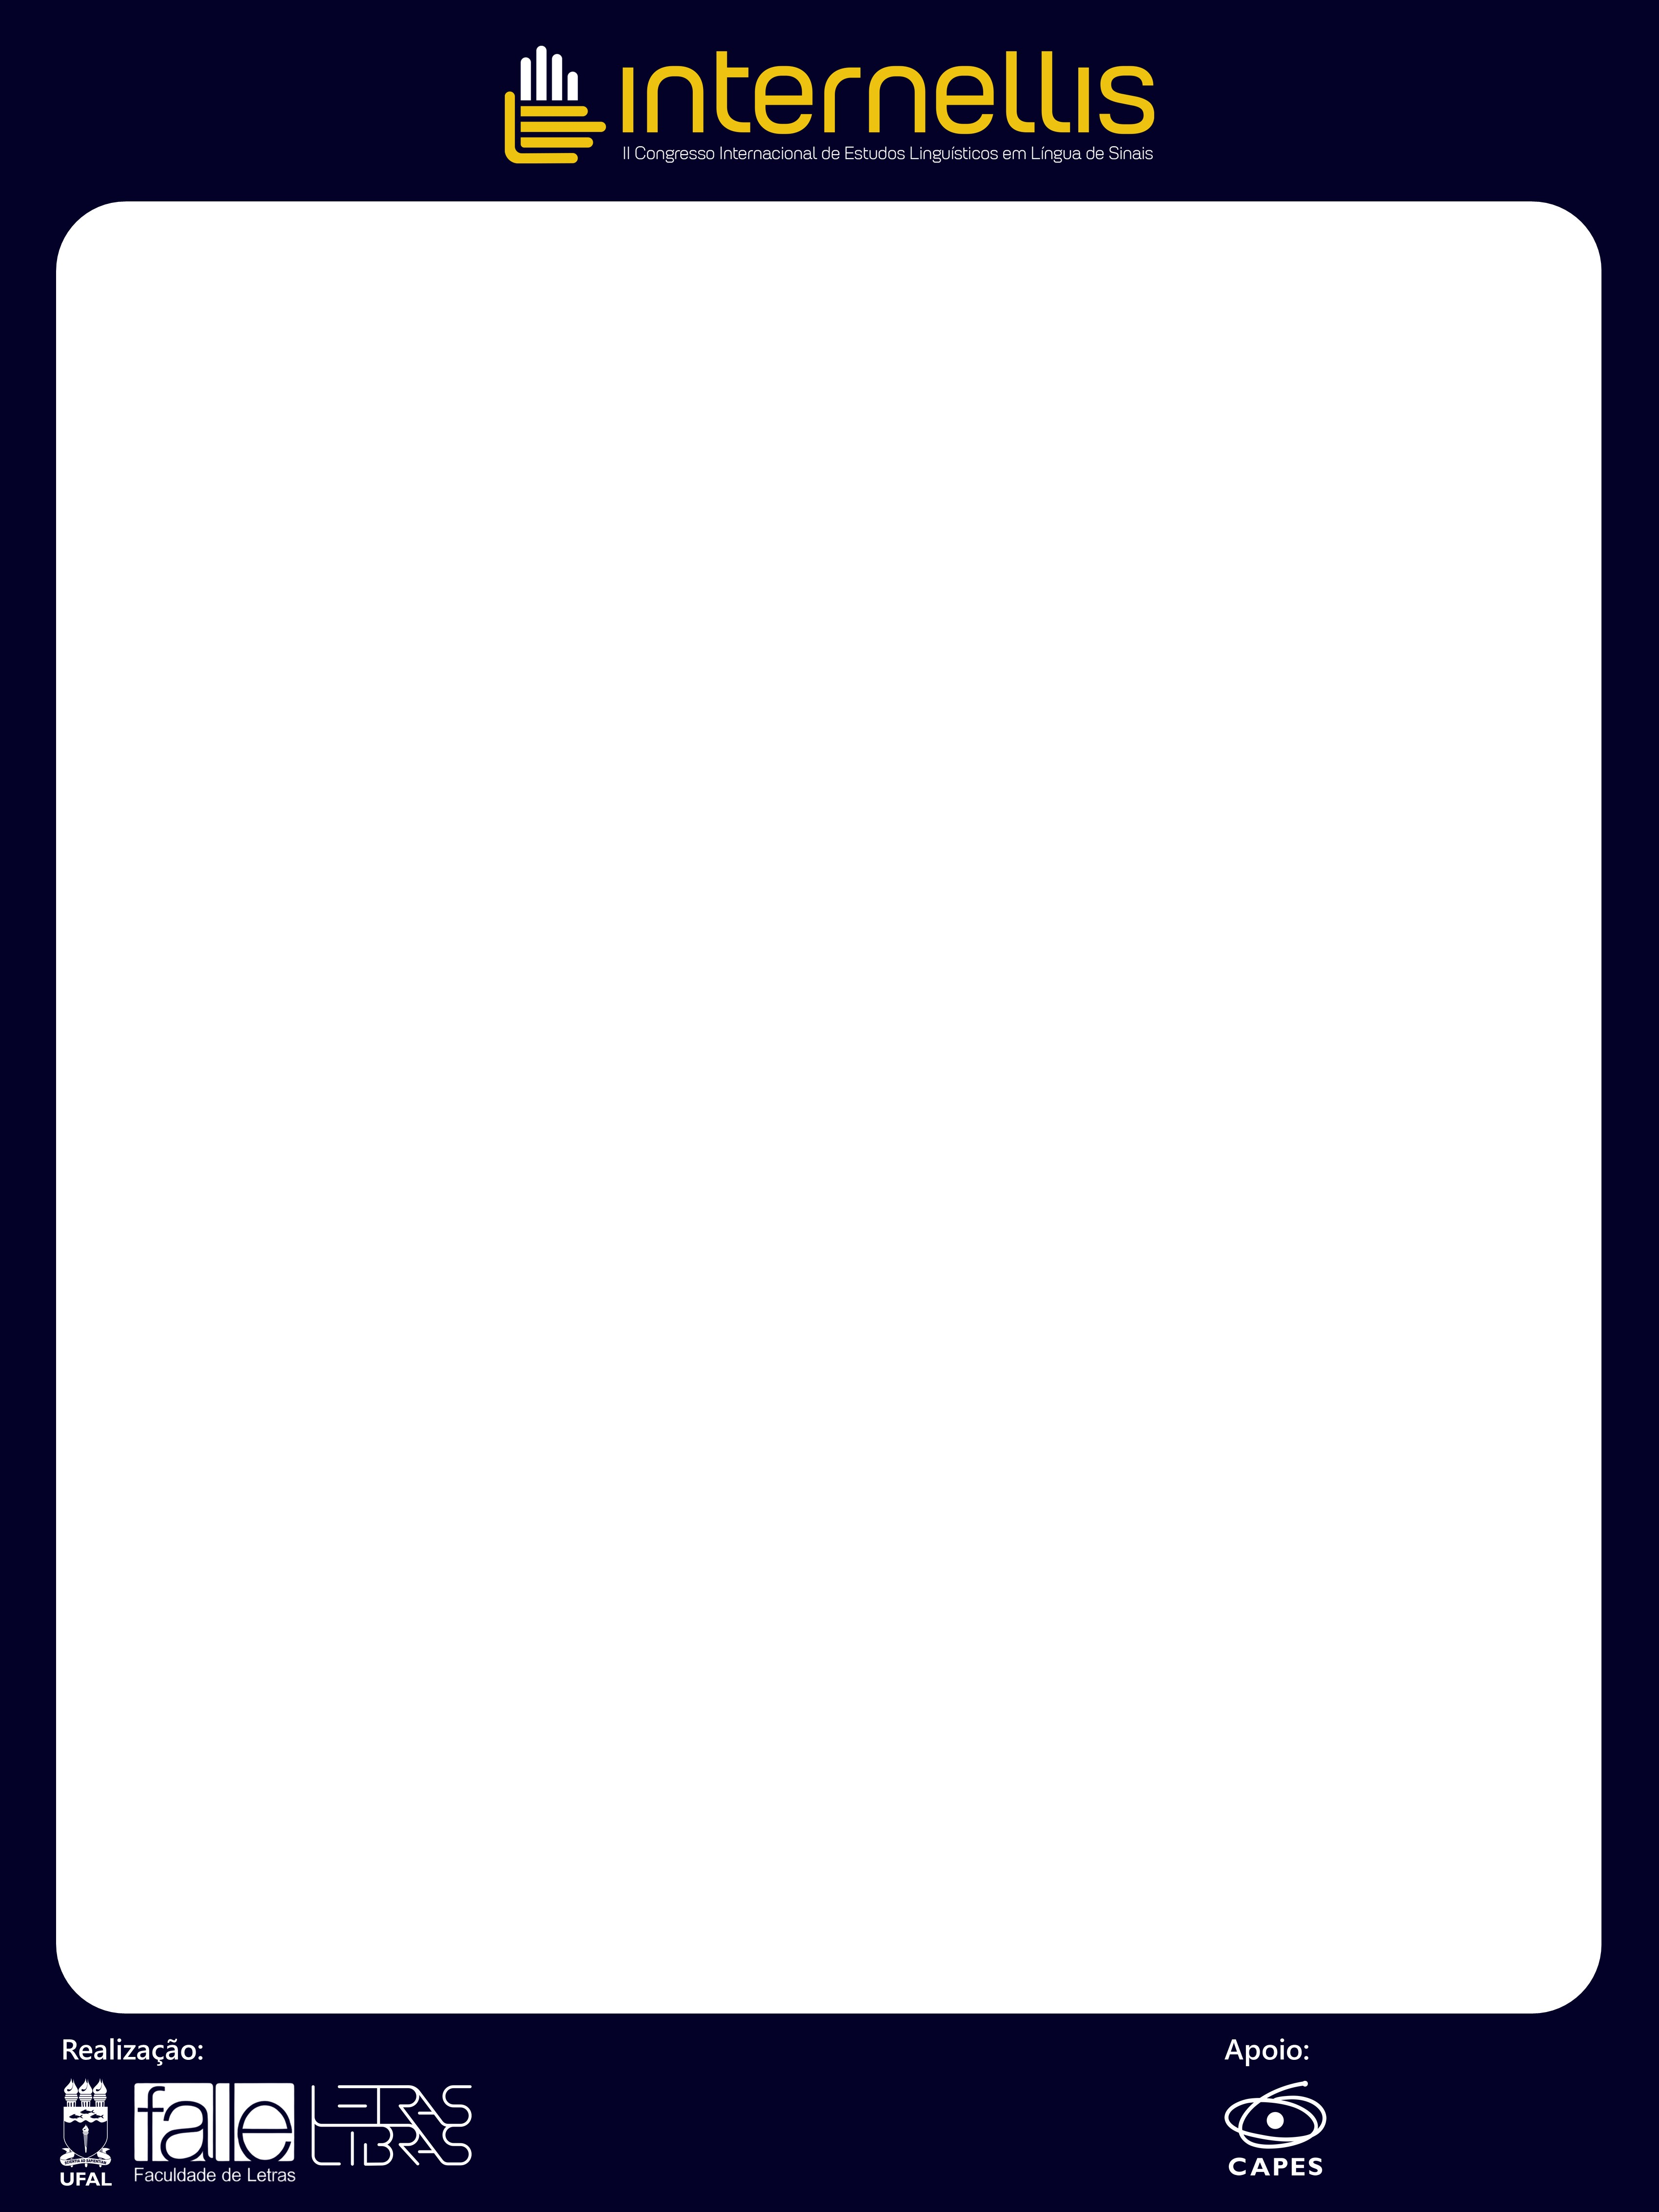 internellis
II Congresso Internacional de Estudos Linguísticos em Língua de Sinais
Realização:
Apoio:
UFAL
fale
Faculdade de Letras
LETRAS
LIBRAS
CAPES